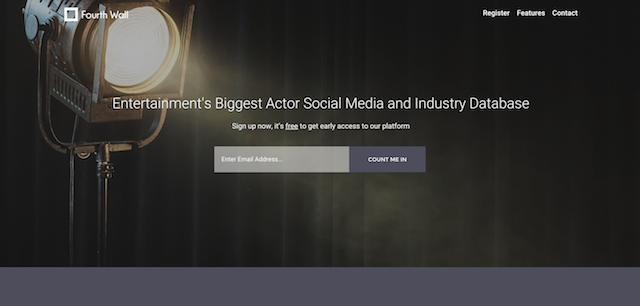 Fourth Wall
Register Features Contact
Entertainment's Biggest Actor Social Media and Industry Database
Sign up now, it's free to get early access to our platform
Enter Email Address...
COUNT ME IN